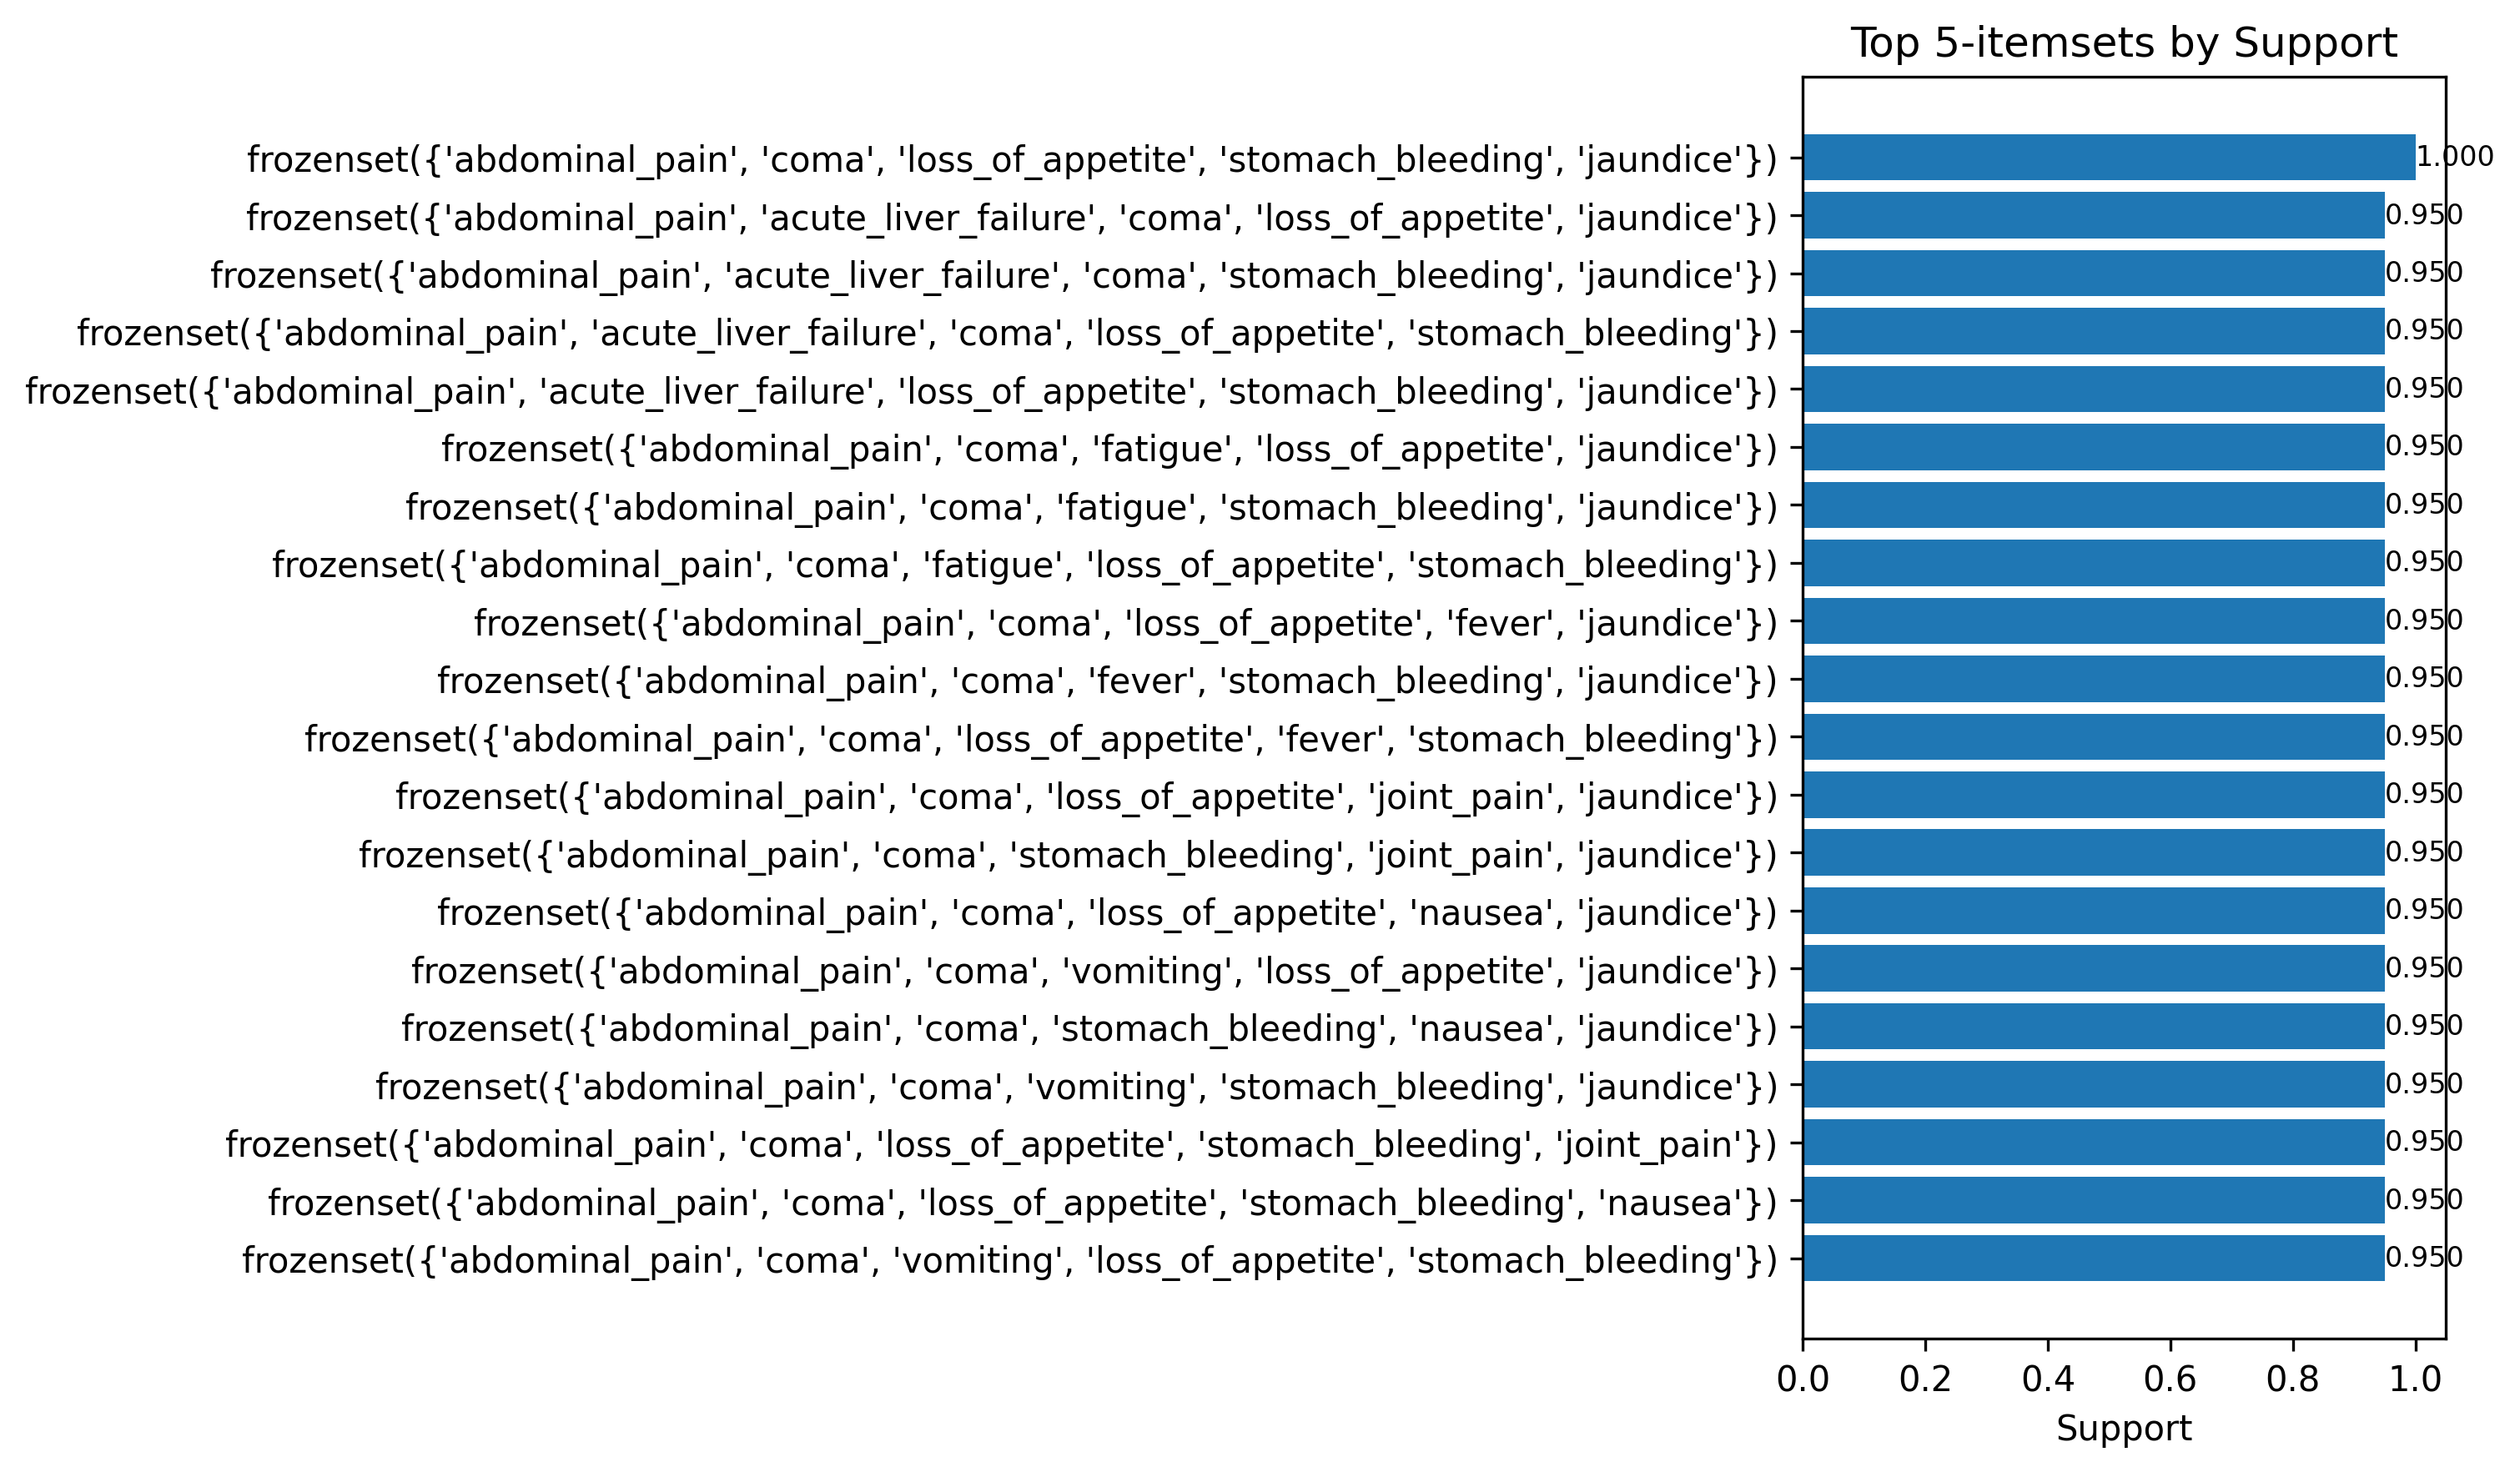 Top 5-itemsets by Support
frozenset({'abdominal_pain', 'coma', 'loss_of_appetite', 'stomach_bleeding', 'jaundice'}) 1.000
frozenset({'abdominal_pain', 'acute_liver_failure', 'coma', 'loss_of_appetite', 'jaundice'}) 0.950
frozenset({'abdominal_pain', 'acute_liver_failure', 'coma', 'stomach_bleeding', 'jaundice'}) 0.950
frozenset({'abdominal_pain', 'acute_liver_failure', 'coma', 'loss_of_appetite', 'stomach_bleeding'}) 0.950
frozenset({'abdominal_pain', 'acute_liver_failure', 'loss_of_appetite', 'stomach_bleeding', 'jaundice'}) 0.950
frozenset({'abdominal_pain', 'coma', 'fatigue', 'loss_of_appetite', 'jaundice'}) 0.950
frozenset({'abdominal_pain', 'coma', 'fatigue', 'stomach_bleeding', 'jaundice'}) 0.950
frozenset({'abdominal_pain', 'coma', 'fatigue', 'loss_of_appetite', 'stomach_bleeding'}) 0.950
frozenset({'abdominal_pain', 'coma', 'loss_of_appetite', 'fever', 'jaundice'}) 0.950
frozenset({'abdominal_pain', 'coma', 'fever', 'stomach_bleeding', 'jaundice'}) 0.950
frozenset({'abdominal_pain', 'coma', 'loss_of_appetite', 'fever', 'stomach_bleeding'}) 0.950
frozenset({'abdominal_pain', 'coma', 'loss_of_appetite', 'joint_pain', 'jaundice'}) 0.950
frozenset({'abdominal_pain', 'coma', 'stomach_bleeding', 'joint_pain', 'jaundice'}) 0.950
frozenset({'abdominal_pain', 'coma', 'loss_of_appetite', 'nausea', 'jaundice'}) 0.950
frozenset({'abdominal_pain', 'coma', 'vomiting', 'loss_of_appetite', 'jaundice'}) 0.950
frozenset({'abdominal_pain', 'coma', 'stomach_bleeding', 'nausea', 'jaundice'}) 0.950
frozenset({'abdominal_pain', 'coma', 'vomiting', 'stomach_bleeding', 'jaundice'}) 0.950
frozenset({'abdominal_pain', 'coma', 'loss_of_appetite', 'stomach_bleeding', 'joint_pain'}) 0.950
frozenset({'abdominal_pain', 'coma', 'loss_of_appetite', 'stomach_bleeding', 'nausea'}) 0.950
frozenset({'abdominal_pain', 'coma', 'vomiting', 'loss_of_appetite', 'stomach_bleeding'}) 0.950
0.0 0.2 0.4 0.6 0.8 1.0
Support